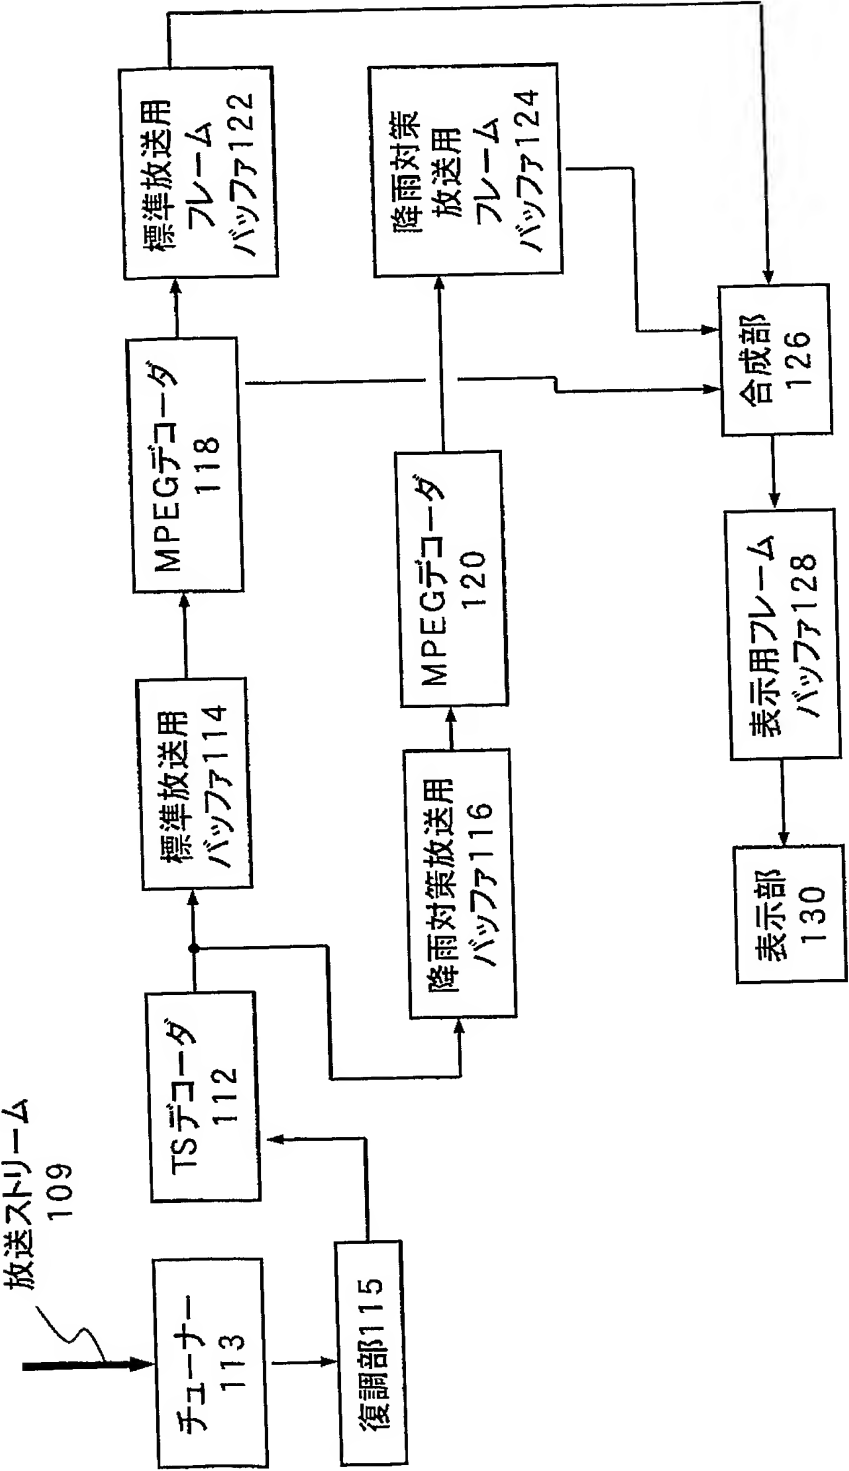 放送ストリーム
109
チューナー
113
復調部115
TSデコーダ
112
標準放送用
バッファ114
降雨対策放送用
バッファ116
MPEGデコーダ
118
MPEGデコーダ
120
標準放送用
フレーム
バッファ122
降雨対策
放送用
フレーム
バッファ124
合成部
126
表示用フレーム
バッファ128
表示部
130